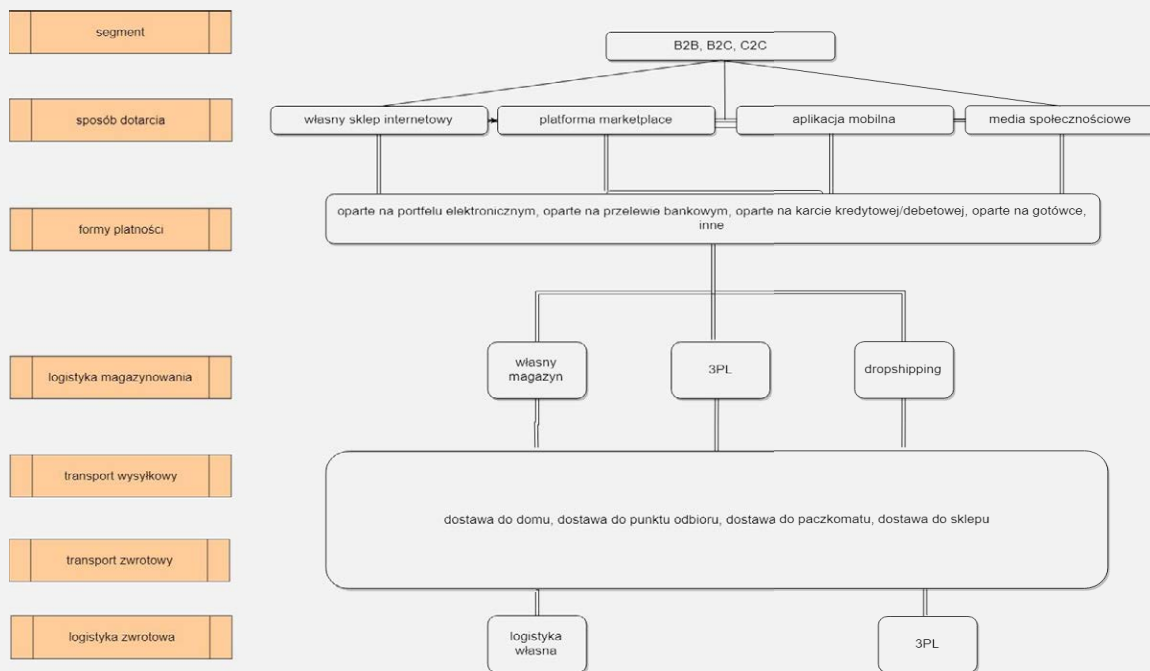 segment
B2B, B2C, C2C
sposób dotarcia
własny sklep internetowy
platforma marketplace
aplikacja mobilna
media społecznościowe
formy płatności
oparte na portfelu elektronicznym, oparte na przelewie bankowym, oparte na karcie kredytowej/debetowej, oparte na gotówce,
inne
logistyka magazynowania
własny
magazyn
3PL
dropshipping
transport wysyłkowy
dostawa do domu, dostawa do punktu odbioru, dostawa do paczkomatu, dostawa do sklepu
transport zwrotowy
logistyka zwrotowa
logistyka
własna
3PL